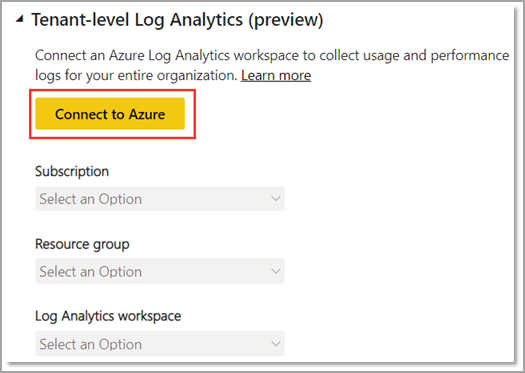 Tenant-level Log Analytics (preview)
Connect an Azure Log Analytics workspace to collect usage and performance
logs for your entire organization. Learn more
Connect to Azure
Subscription
Select an Option
Resource group
Select an Option
Log Analytics workspace
Select an Option